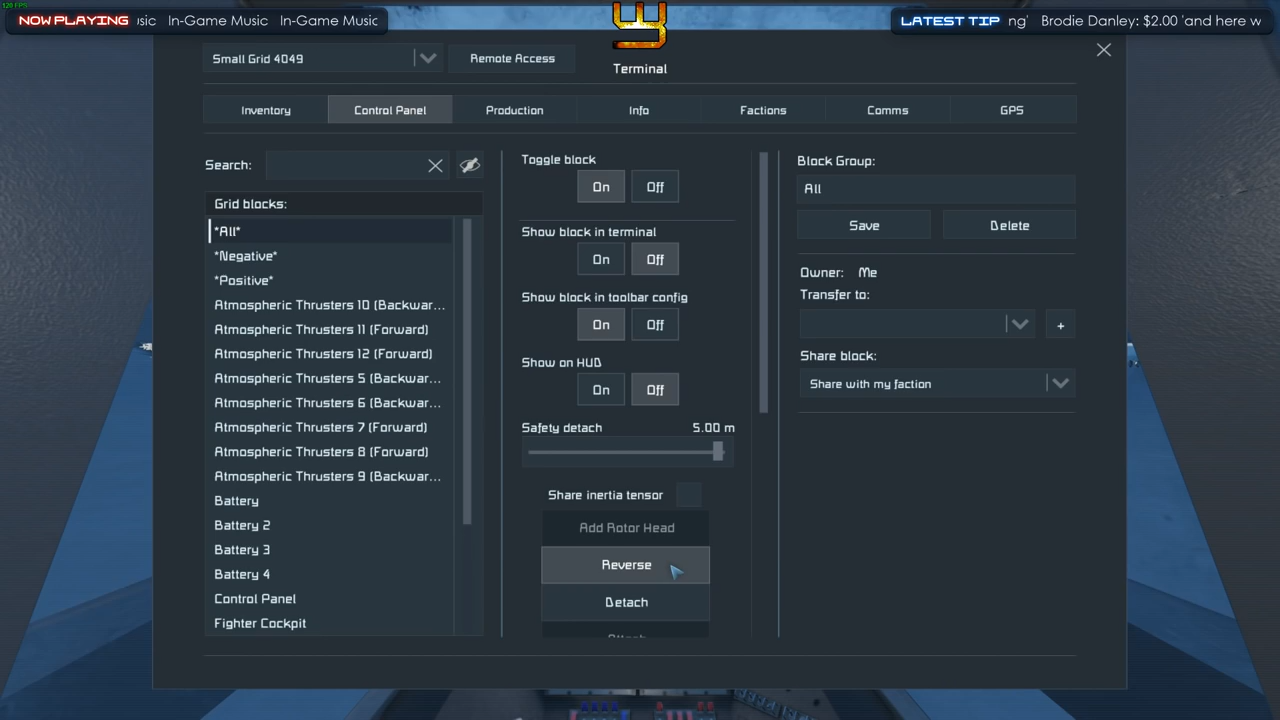 120 FPS
NOW PLAYING usic In-Game Music In-Game Music
LATEST TIP ng' Brodie Danley: $2.00 'and here w
Small Grid 4049
Remote Access
Terminal
Inventory
Control Panel
Production
Info
Factions
Comms
GPS
Search:
Grid blocks:
*All*
*Negative*
*Positive*
Atmospheric Thrusters 10 (Backwar...
Atmospheric Thrusters 11 (Forward)
Atmospheric Thrusters 12 (Forward)
Atmospheric Thrusters 5 (Backwar...
Atmospheric Thrusters 6 (Backwar...
Atmospheric Thrusters 7 (Forward)
Atmospheric Thrusters 8 (Forward)
Atmospheric Thrusters 9 (Backwar...
Battery
Battery 2
Battery 3
Battery 4
Control Panel
Fighter Cockpit
Toggle block
On Off
Show block in terminal
On Off
Show block in toolbar config
On Off
Show on HUD
On Off
Safety detach 5.00 m
Share inertia tensor
Add Rotor Head
Reverse
Detach
Attach
Block Group:
All
Save
Delete
Owner: Me
Transfer to:
+
Share block:
Share with my faction